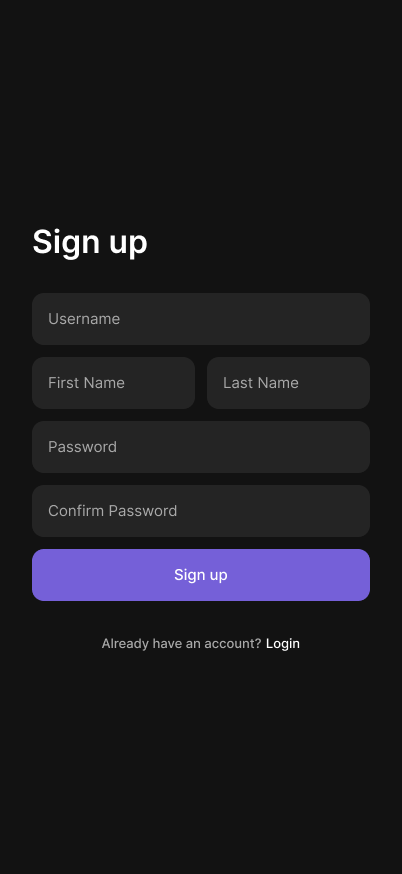 Sign up
Username
First Name Last Name
Password
Confirm Password
Sign up
Already have an account? Login